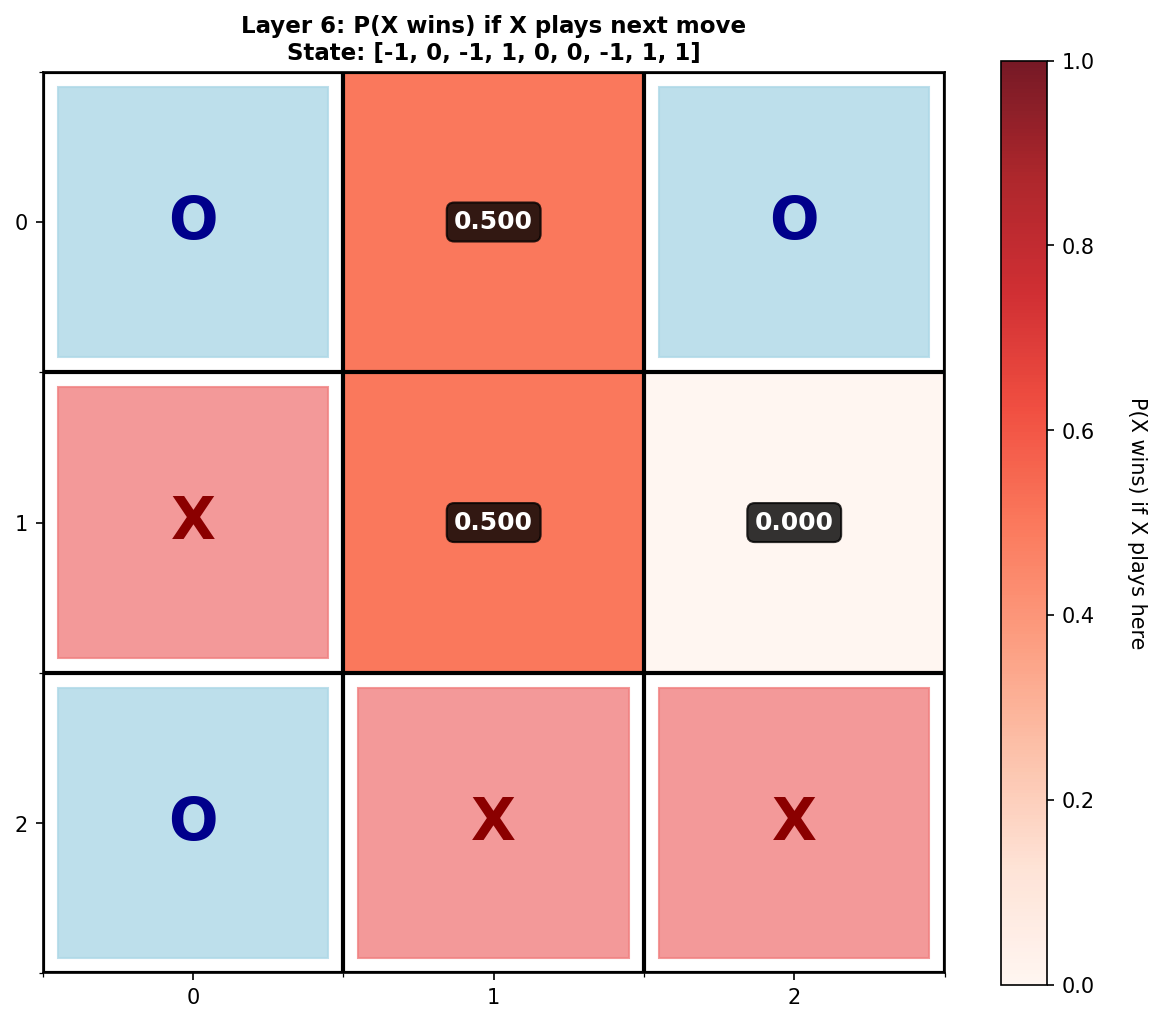 Layer 6: P(X wins) if X plays next move
State: [-1, 0, -1, 1, 0, 0, -1, 1, 1]
O
0.500
O
X
0.500
0.000
O
X
X
0
1
2
0
1
2
1.0
0.8
0.6
0.4
0.2
0.0
P(X wins) if X plays here